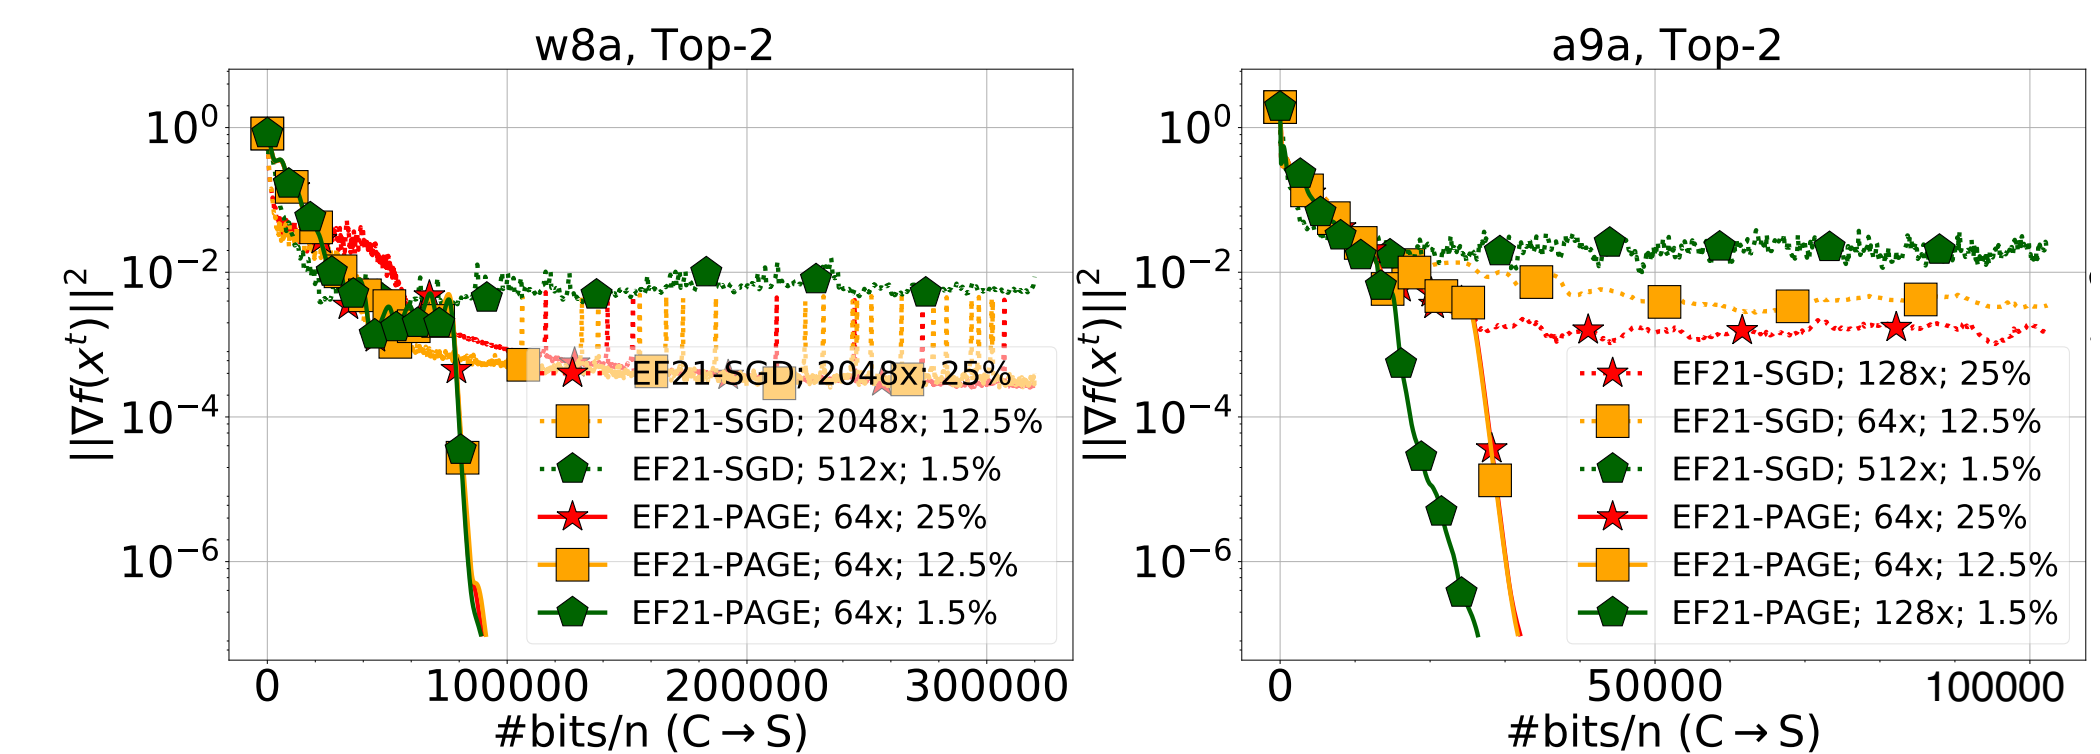 w8a, Top-2
10^0
10^−2
10^−4
10^−6
||∇f(x^t)||^2
0 100000 200000 300000
#bits/n (C→S)
EF21-SGD; 2048x; 25%
EF21-SGD; 2048x; 12.5%
EF21-SGD; 512x; 1.5%
EF21-PAGE; 64x; 25%
EF21-PAGE; 64x; 12.5%
EF21-PAGE; 64x; 1.5%
a9a, Top-2
10^0
10^−2
10^−4
10^−6
||∇f(x^t)||^2
0 50000 100000
#bits/n (C→S)
EF21-SGD; 128x; 25%
EF21-SGD; 64x; 12.5%
EF21-SGD; 512x; 1.5%
EF21-PAGE; 64x; 25%
EF21-PAGE; 64x; 12.5%
EF21-PAGE; 128x; 1.5%